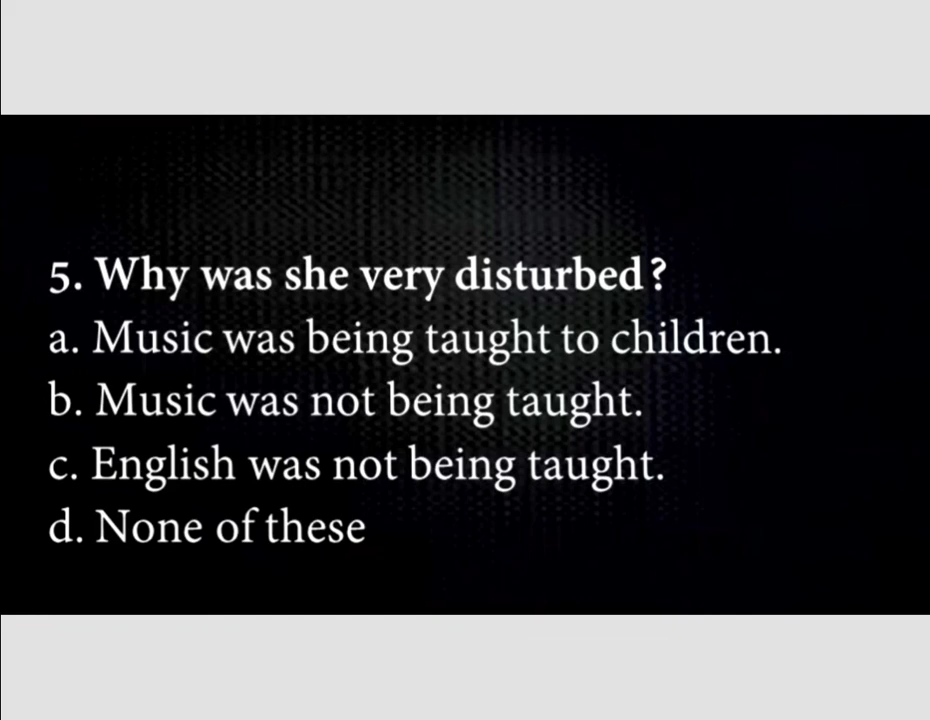 5. Why was she very disturbed?
a. Music was being taught to children.
b. Music was not being taught.
c. English was not being taught.
d. None of these